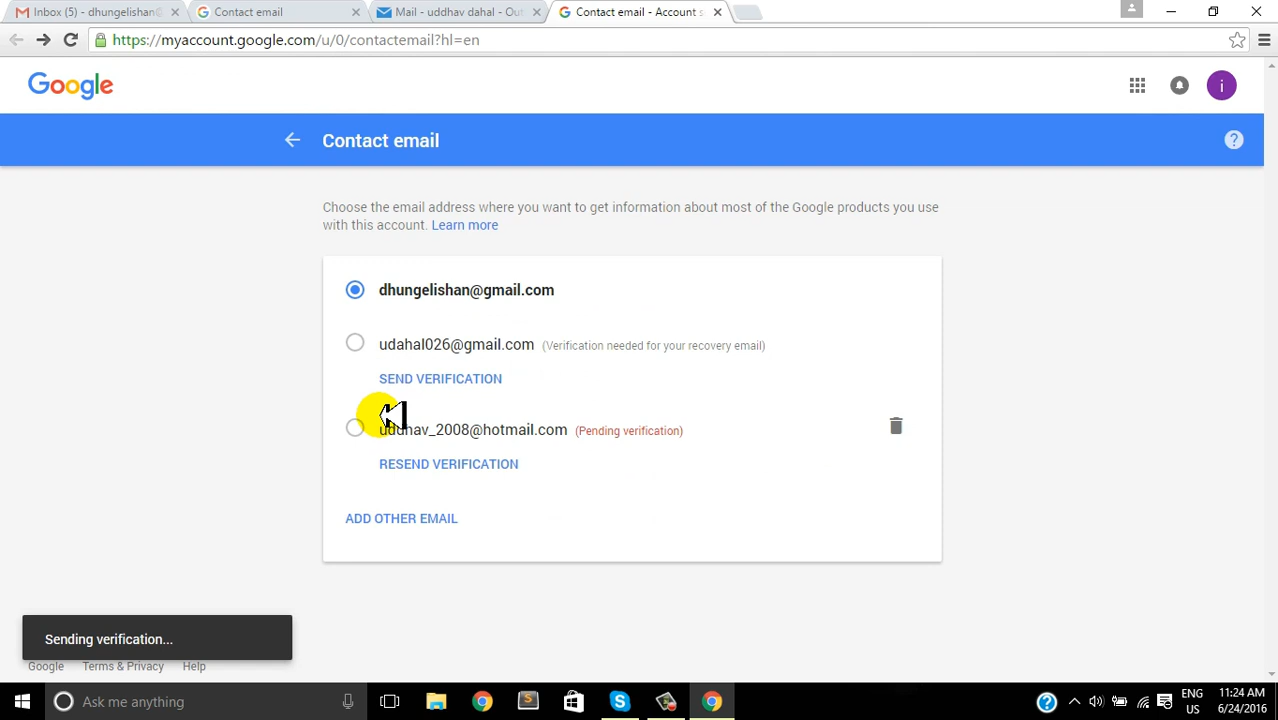 Inbox (5) - dhungelishan@
Contact email
Mail - uddhav dahal - Out
Contact email - Account s
https://myaccount.google.com/u/0/contactemail?hl=en
Google
i
Contact email
?
Choose the email address where you want to get information about most of the Google products you use
with this account. Learn more
dhungelishan@gmail.com
udahal026@gmail.com (Verification needed for your recovery email)
SEND VERIFICATION
uddhav_2008@hotmail.com (Pending verification)
RESEND VERIFICATION
ADD OTHER EMAIL
Sending verification...
Google Terms & Privacy Help
Ask me anything
ENG
US
11:24 AM
6/24/2016